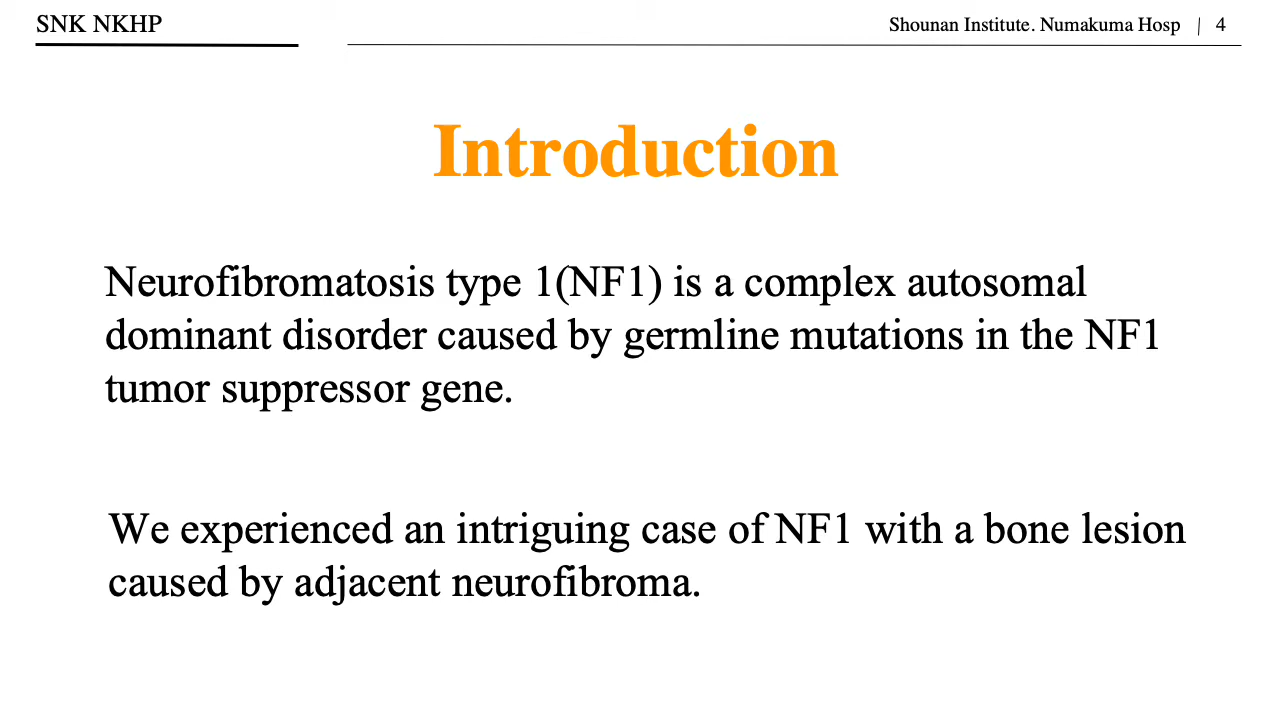 SNK NKHP
Shounan Institute. Numakuma Hosp | 4
Introduction
Neurofibromatosis type 1(NF1) is a complex autosomal
dominant disorder caused by germline mutations in the NF1
tumor suppressor gene.
We experienced an intriguing case of NF1 with a bone lesion
caused by adjacent neurofibroma.